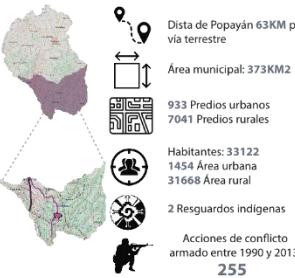 Dista de Popayán 63KM p
vía terrestre
Área municipal: 373KM2
933 Predios urbanos
7041 Predios rurales
Habitantes: 33122
1454 Área urbana
31668 Área rural
2 Resguardos indígenas
Acciones de conflicto
armado entre 1990 y 2013
255